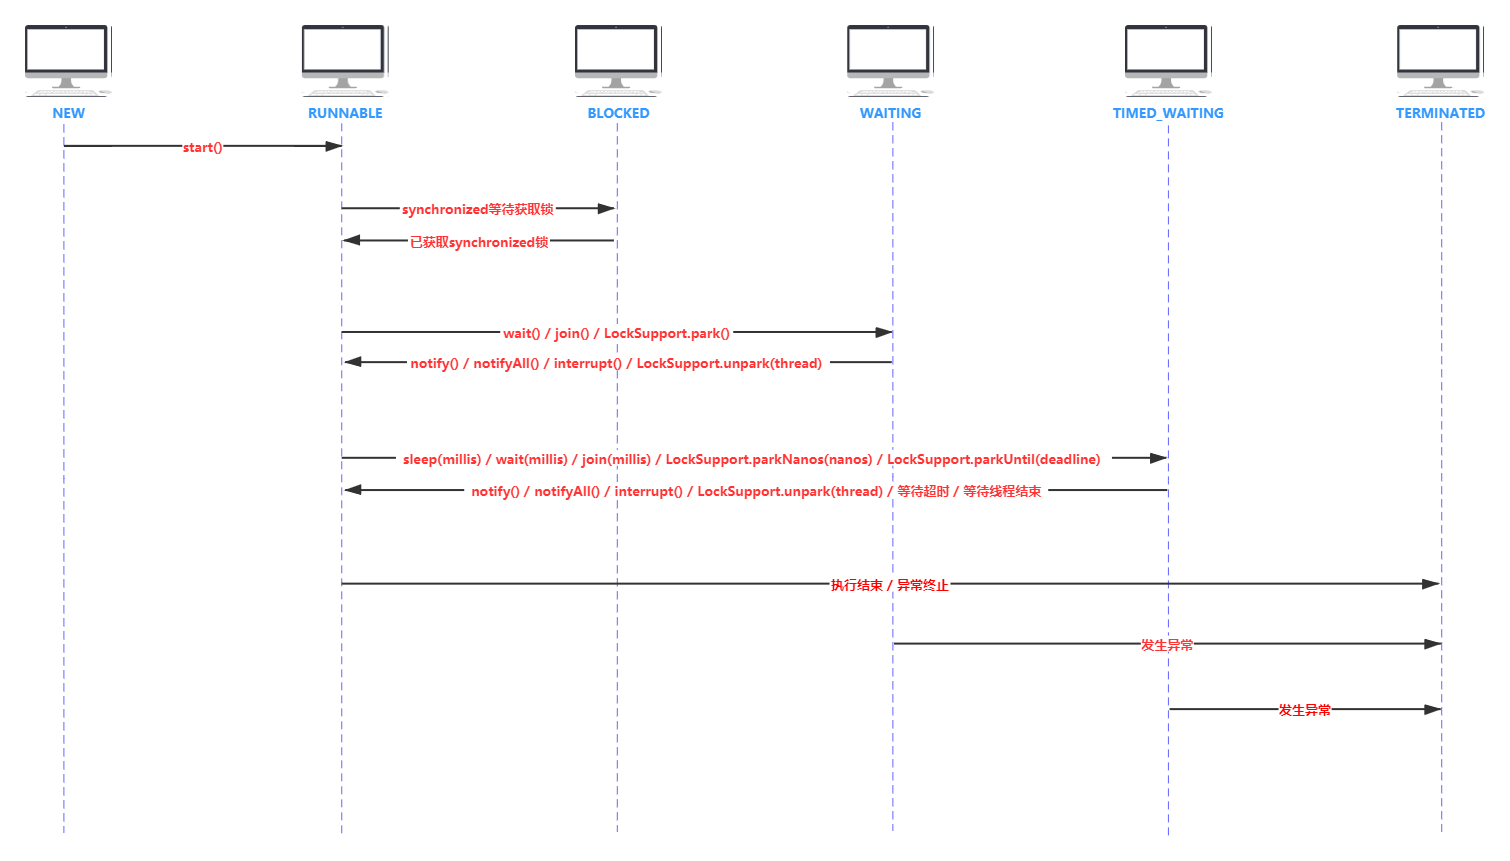 NEW
RUNNABLE
BLOCKED
WAITING
TIMED_WAITING
TERMINATED
start()
synchronized等待获取锁
已获取synchronized锁
wait() / join() / LockSupport.park()
notify() / notifyAll() / interrupt() / LockSupport.unpark(thread)
sleep(millis) / wait(millis) / join(millis) / LockSupport.parkNanos(nanos) / LockSupport.parkUntil(deadline)
notify() / notifyAll() / interrupt() / LockSupport.unpark(thread) / 等待超时 / 等待线程结束
执行结束 / 异常终止
发生异常
发生异常